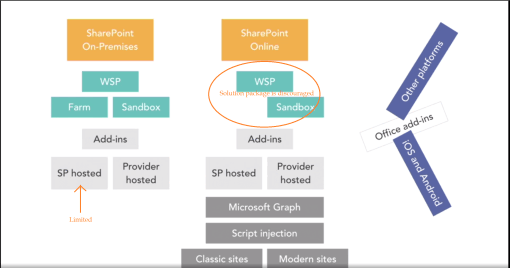 SharePoint
On-Premises
WSP
Farm
Sandbox
Add-ins
SP hosted
Provider
hosted
Limited
SharePoint
Online
WSP
Solution package is discouraged
Sandbox
Add-ins
SP hosted
Provider
hosted
Microsoft Graph
Script injection
Classic sites
Modern sites
Other platforms
Office add-ins
iOS and Android